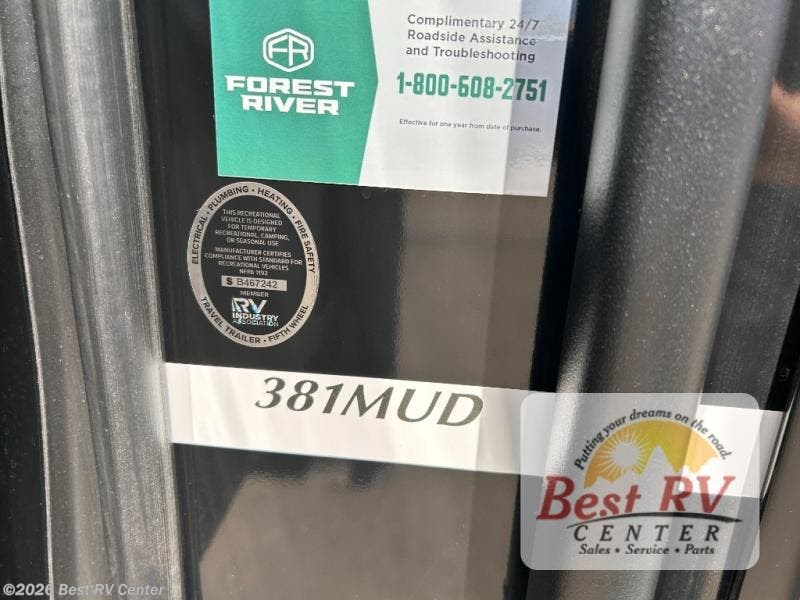 FR
FOREST
RIVER
Complimentary 24/7
Roadside Assistance
and Troubleshooting
1-800-608-2751
Effective for one year from date of purchase.
ELECTRICAL • PLUMBING • HEATING • FIRE SAFETY
THIS RECREATIONAL
VEHICLE IS DESIGNED
FOR TEMPORARY
RECREATIONAL, CAMPING,
OR SEASONAL USE
MANUFACTURER CERTIFIES
COMPLIANCE WITH STANDARD FOR
RECREATIONAL VEHICLES
NFPA 1192
S B467242
MEMBER
RV
INDUSTRY
ASSOCIATION
TRAVEL TRAILER • FIFTH WHEEL
381MUD
Putting your dreams on the road.
Best RV
CENTER
Sales • Service • Parts
©2026 Best RV Center